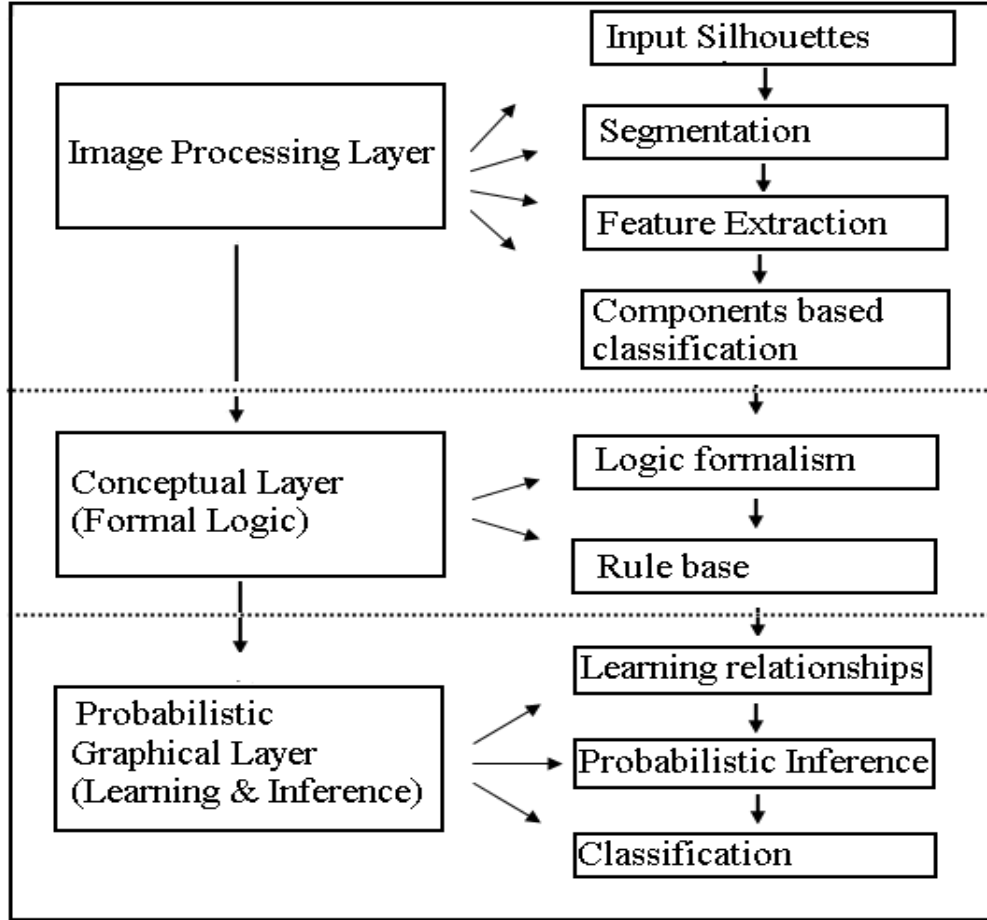 Image Processing Layer
Input Silhouettes
Segmentation
Feature Extraction
Components based
classification
Conceptual Layer
(Formal Logic)
Logic formalism
Rule base
Probabilistic
Graphical Layer
(Learning & Inference)
Learning relationships
Probabilistic Inference
Classification